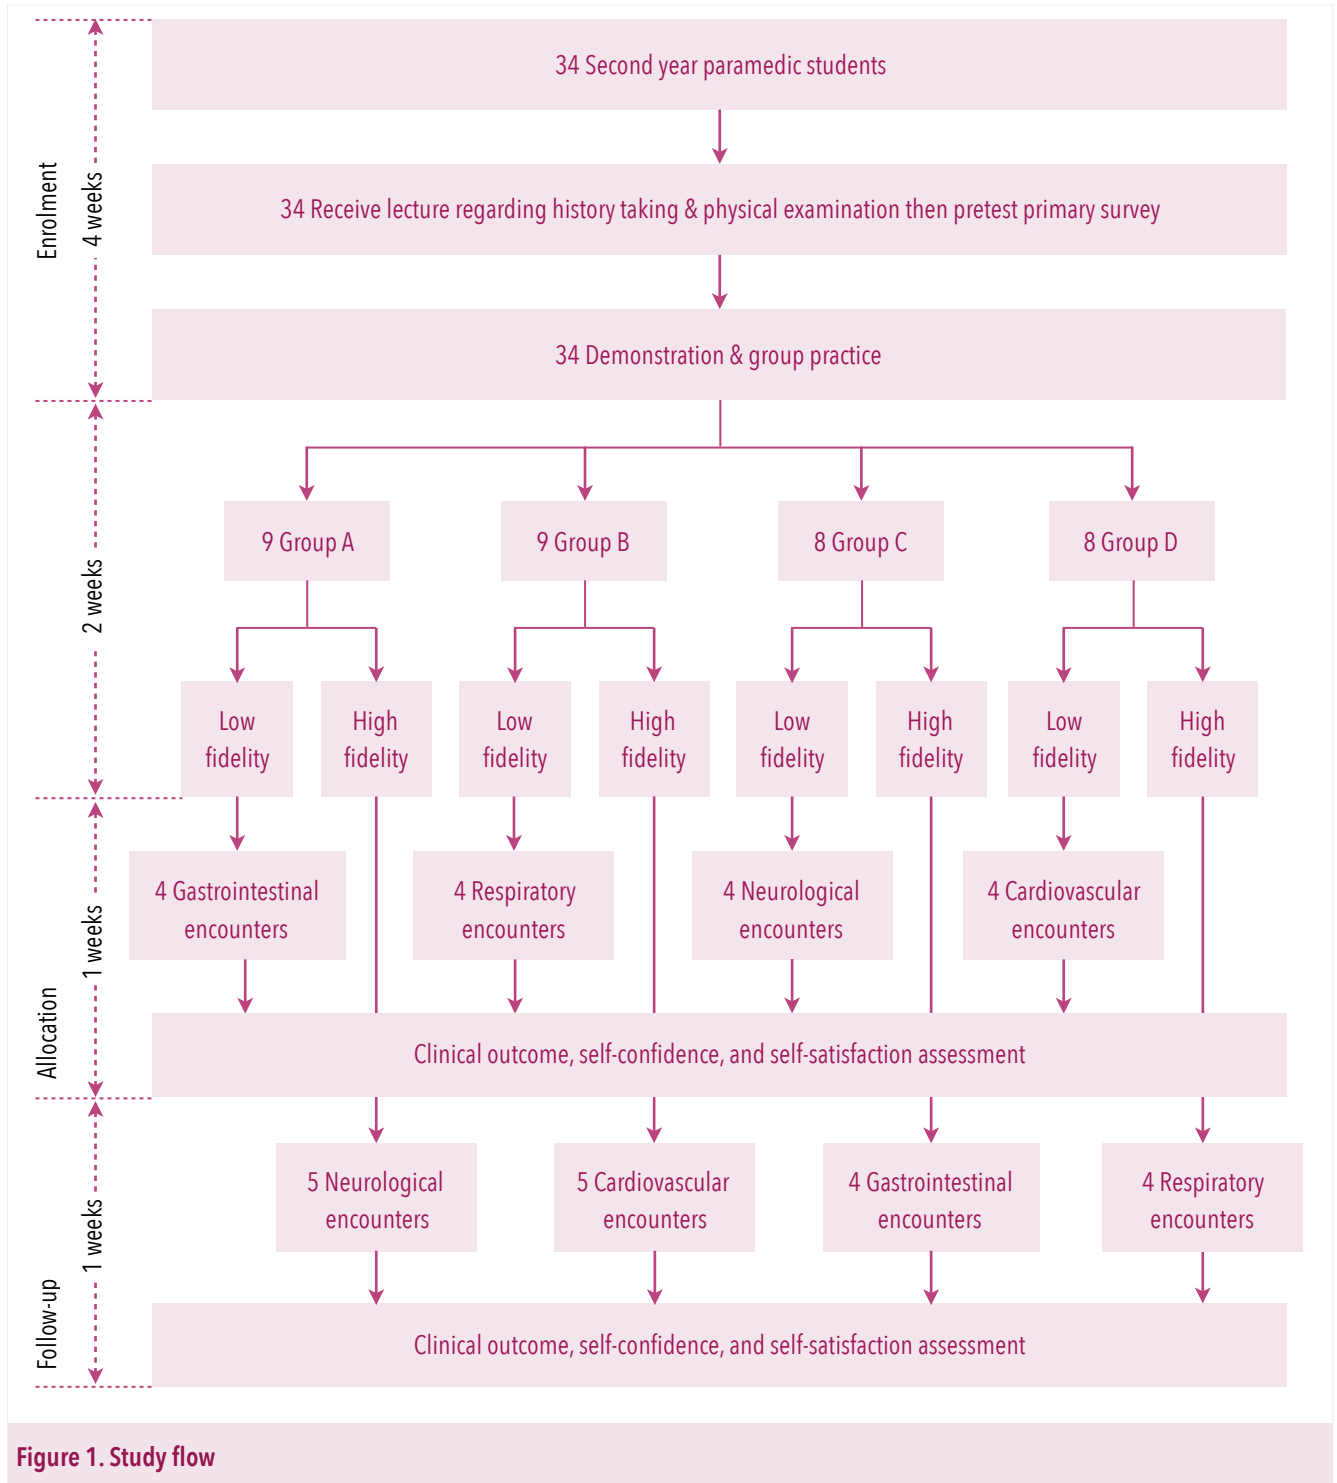 34 Second year paramedic students
Enrolment
4 weeks
34 Receive lecture regarding history taking & physical examination then pretest primary survey
34 Demonstration & group practice
2 weeks
9 Group A
9 Group B
8 Group C
8 Group D
Low
fidelity
High
fidelity
Low
fidelity
High
fidelity
Low
fidelity
High
fidelity
Low
fidelity
High
fidelity
Allocation
1 weeks
4 Gastrointestinal
encounters
4 Respiratory
encounters
4 Neurological
encounters
4 Cardiovascular
encounters
Clinical outcome, self-confidence, and self-satisfaction assessment
Follow-up
1 weeks
5 Neurological
encounters
5 Cardiovascular
encounters
4 Gastrointestinal
encounters
4 Respiratory
encounters
Clinical outcome, self-confidence, and self-satisfaction assessment
Figure 1. Study flow